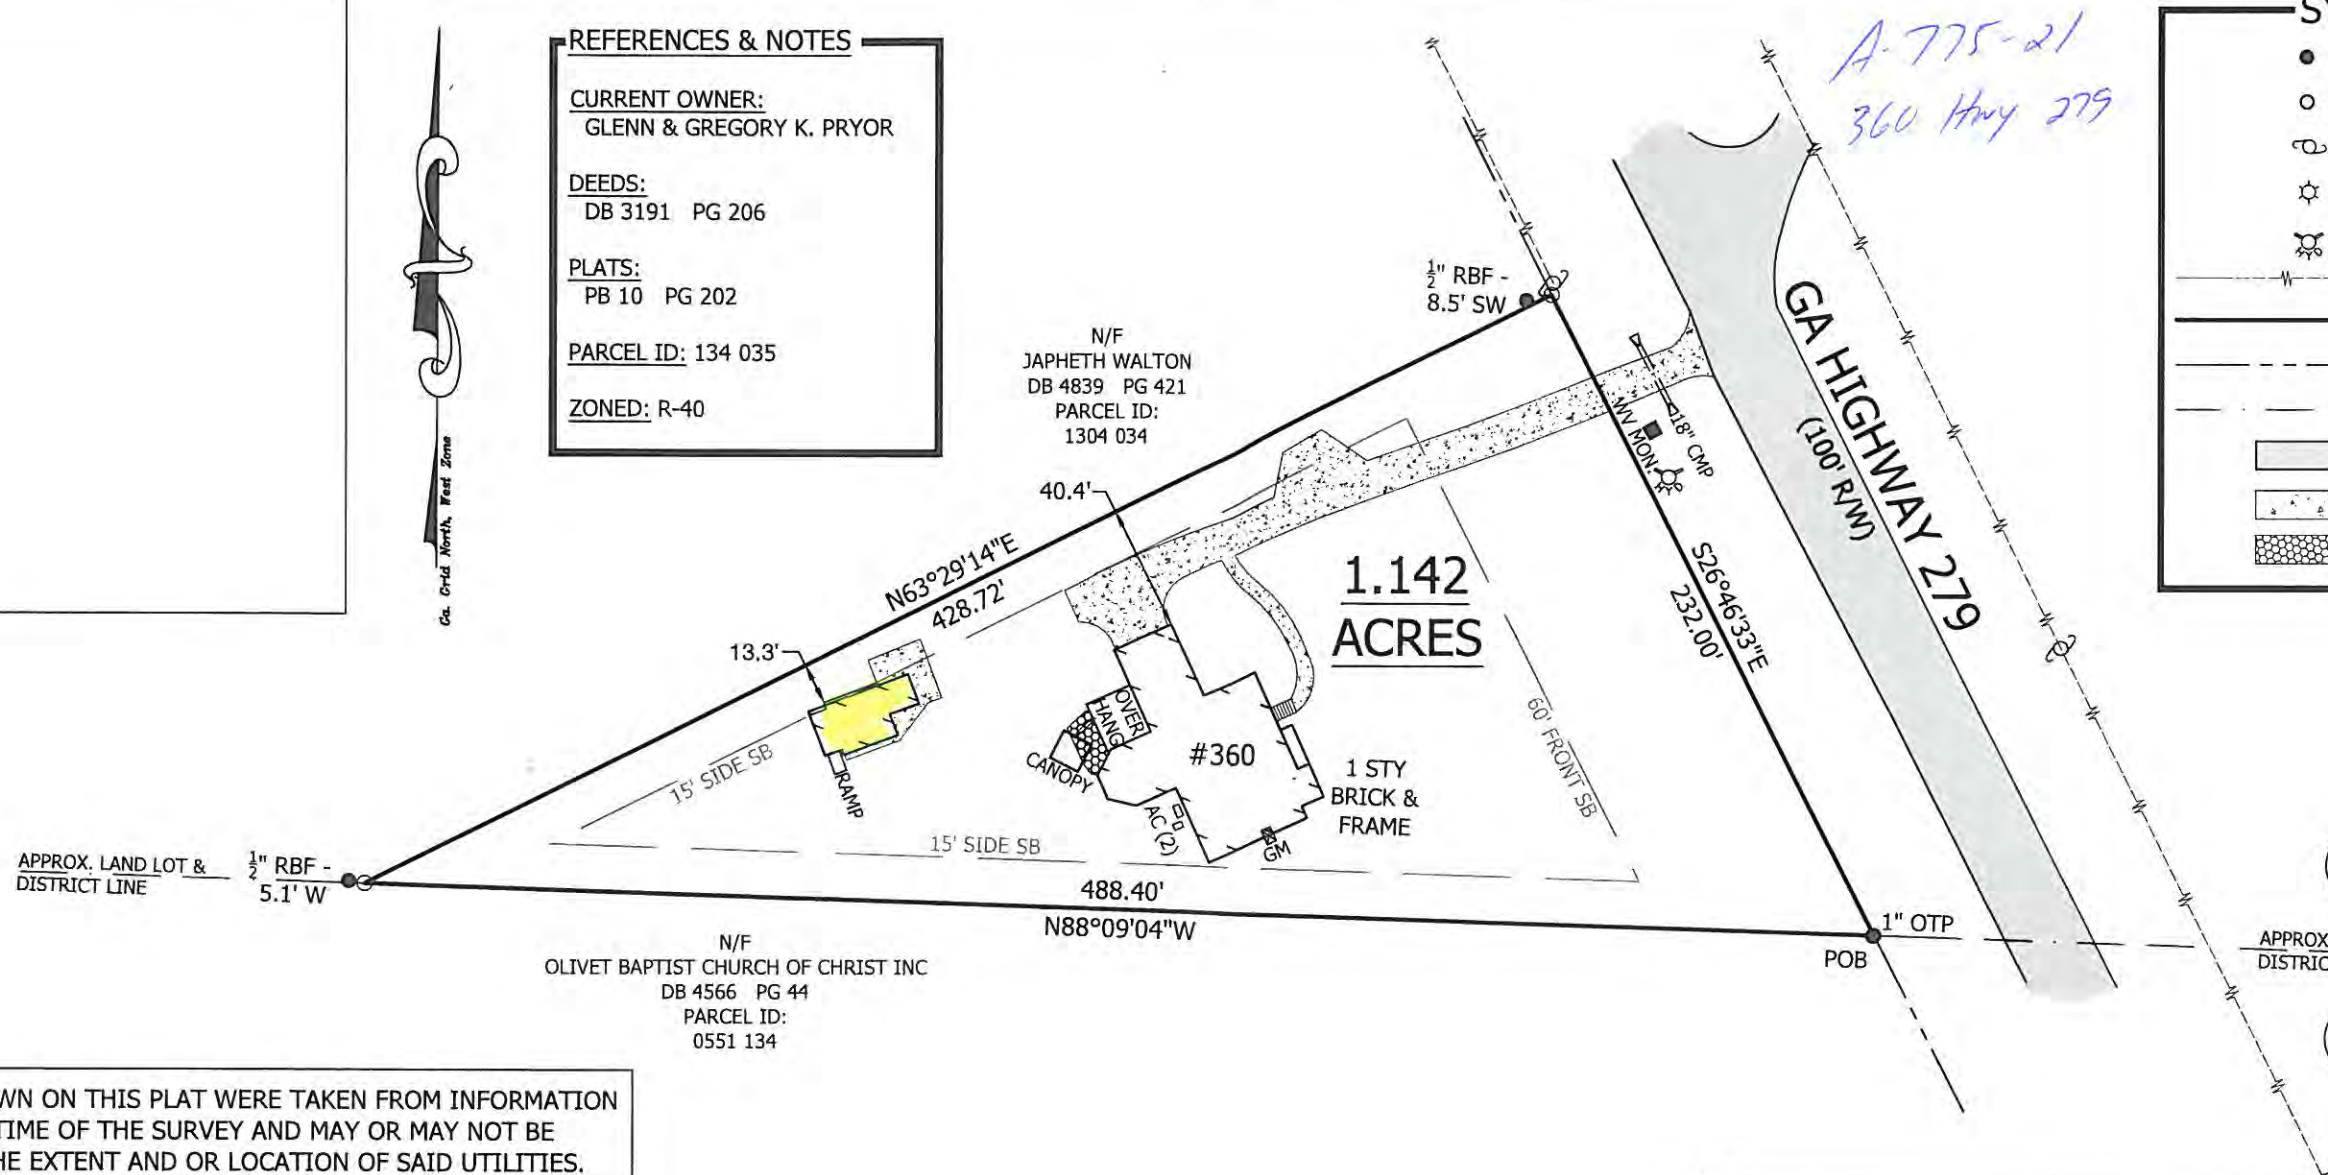 A-775-21
360 Hwy 279
REFERENCES & NOTES
CURRENT OWNER:
GLENN & GREGORY K. PRYOR
DEEDS:
DB 3191 PG 206
PLATS:
PB 10 PG 202
PARCEL ID: 134 035
ZONED: R-40
Ga. Grid North, West Zone
1/2" RBF -
8.5' SW
N/F
JAPHETH WALTON
DB 4839 PG 421
PARCEL ID:
1304 034
GA HIGHWAY 279
(100' R/W)
18" CMP
WV MON.
40.4'
N63°29'14"E
428.72'
1.142
ACRES
S26°46'33"E
232.00'
13.3'
15' SIDE SB
RAMP
OVER
HANG
CANOPY
#360
AC (2)
GM
1 STY
BRICK &
FRAME
60' FRONT SB
15' SIDE SB
APPROX. LAND LOT &
DISTRICT LINE
1/2" RBF -
5.1' W
488.40'
N88°09'04"W
1" OTP
POB
APPROX
DISTRIC
N/F
OLIVET BAPTIST CHURCH OF CHRIST INC
DB 4566 PG 44
PARCEL ID:
0551 134
WN ON THIS PLAT WERE TAKEN FROM INFORMATION
TIME OF THE SURVEY AND MAY OR MAY NOT BE
HE EXTENT AND OR LOCATION OF SAID UTILITIES.